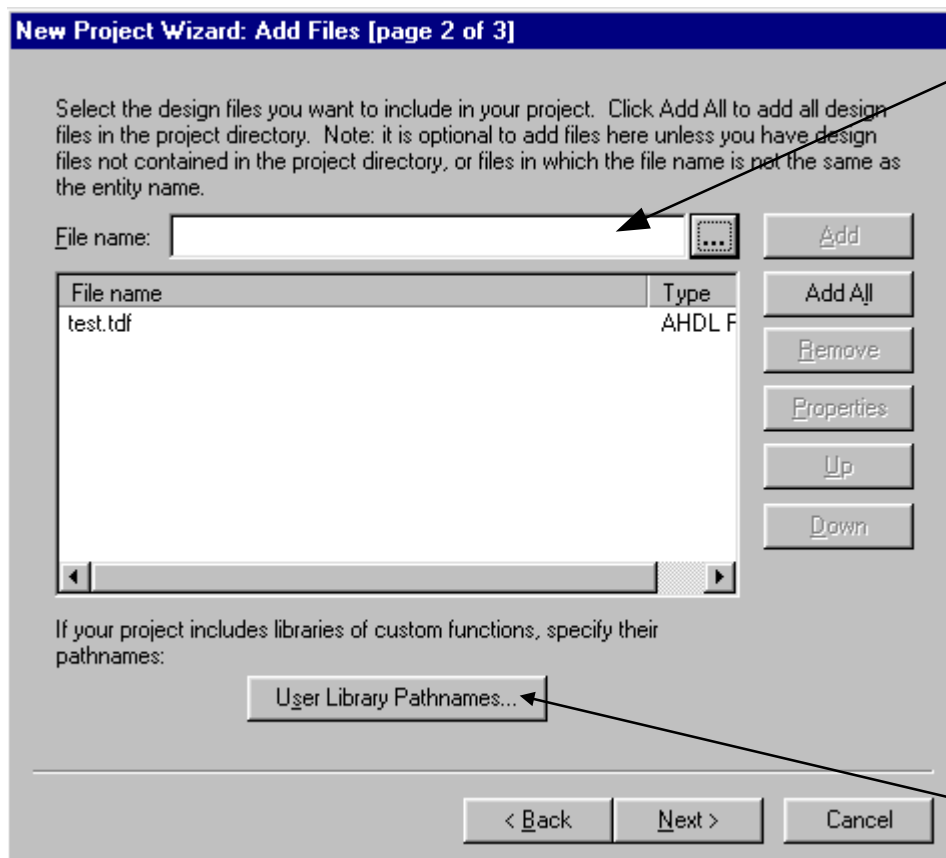 New Project Wizard: Add Files [page 2 of 3]
Select the design files you want to include in your project. Click Add All to add all design
files in the project directory. Note: it is optional to add files here unless you have design
files not contained in the project directory, or files in which the file name is not the same as
the entity name.
File name: ... Add
File name Type Add All
test.tdf AHDL F
Remove
Properties
Up
Down
If your project includes libraries of custom functions, specify their
pathnames:
User Library Pathnames...
< Back Next > Cancel